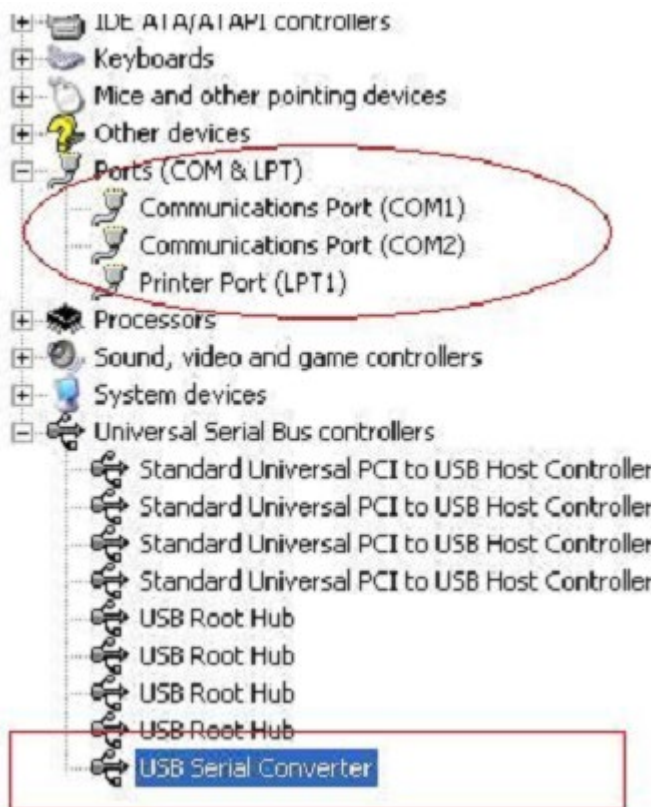 IDE ATA/ATAPI controllers
Keyboards
Mice and other pointing devices
Other devices
Ports (COM & LPT)
Communications Port (COM1)
Communications Port (COM2)
Printer Port (LPT1)
Processors
Sound, video and game controllers
System devices
Universal Serial Bus controllers
Standard Universal PCI to USB Host Controller
Standard Universal PCI to USB Host Controller
Standard Universal PCI to USB Host Controller
Standard Universal PCI to USB Host Controller
USB Root Hub
USB Root Hub
USB Root Hub
USB Root Hub
USB Serial Converter